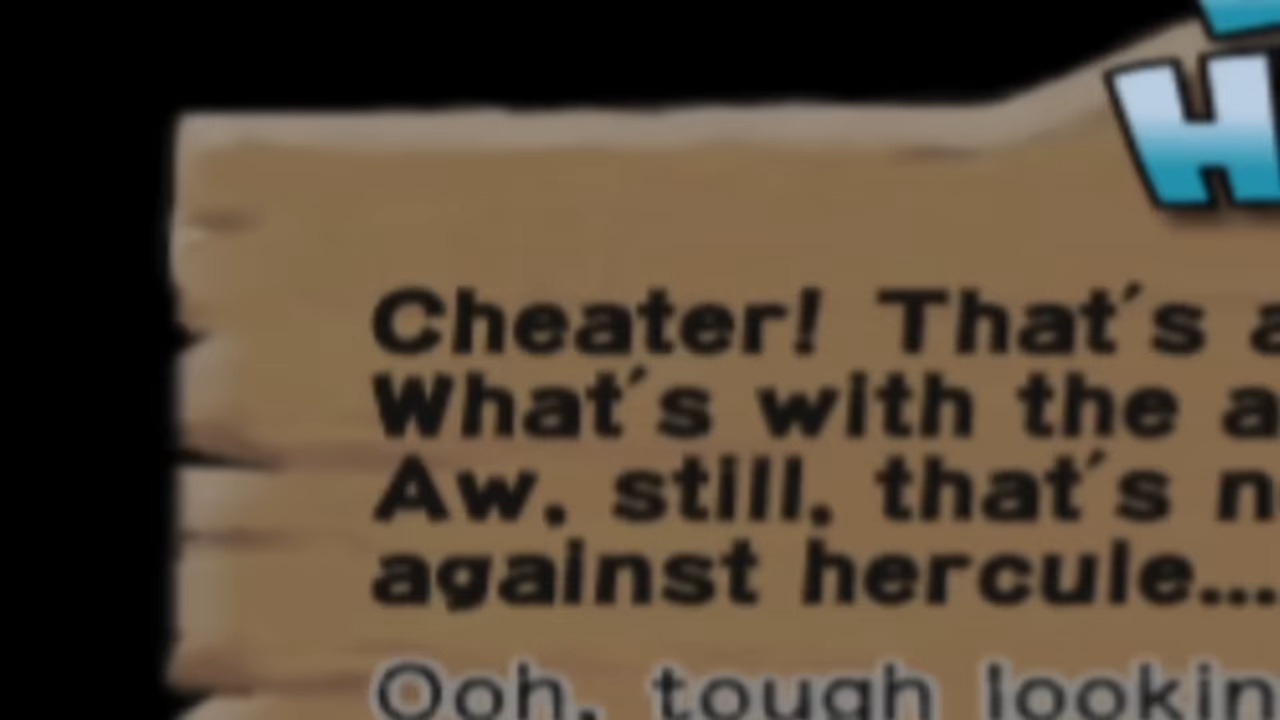 H
Cheater! That's a
What's with the a
Aw, still, that's n
against hercule...
Ooh, tough lookin